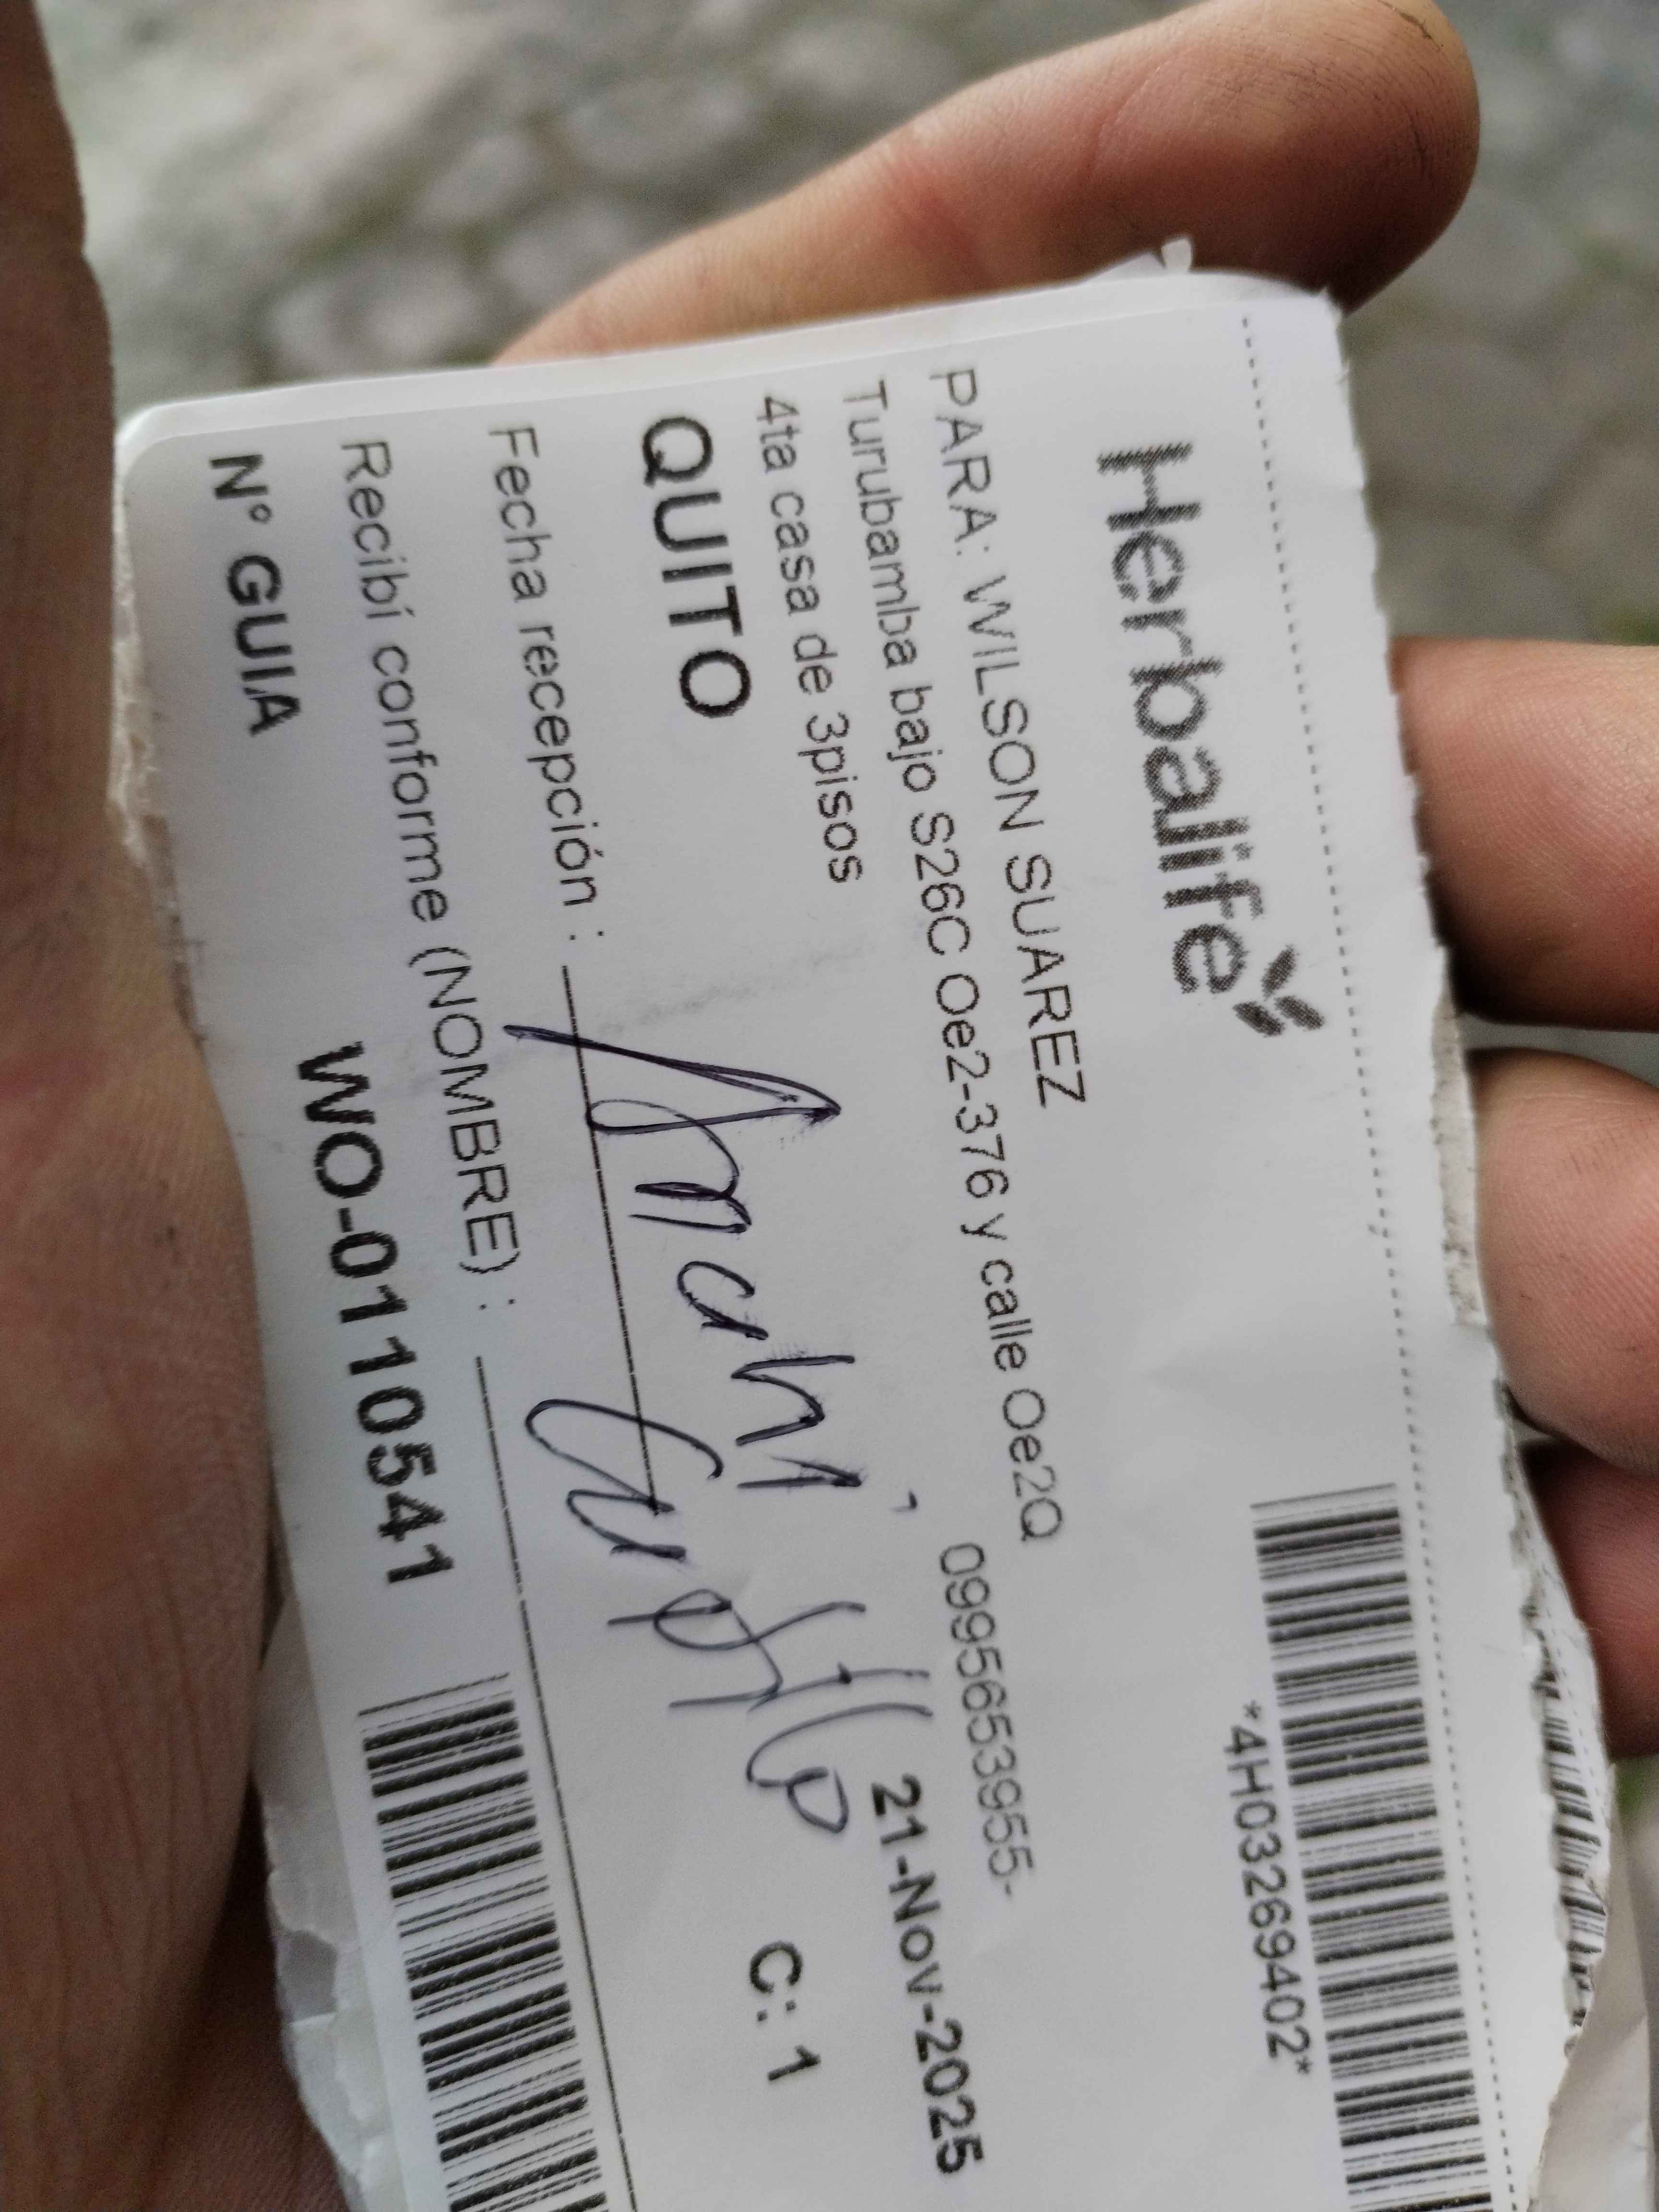 Herbalife
*4H03269402*
PARA: WILSON SUAREZ
Turubamba bajo S26C Oe2-376 y calle Oe2Q
0995653955-
4ta casa de 3pisos
21-Nov-2025
QUITO
C: 1
Fecha recepción :
Recibí conforme (NOMBRE) :
N° GUIA
WO-0110541